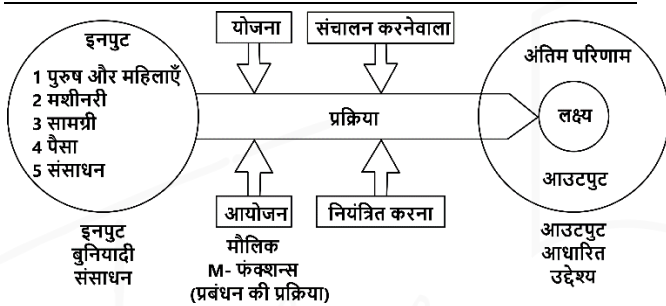 इनपुट
1 पुरुष और महिलाएँ
2 मशीनरी
3 सामग्री
4 पैसा
5 संसाधन
इनपुट
बुनियादी
संसाधन
योजना
संचालन करनेवाला
प्रक्रिया
आयोजन
नियंत्रित करना
मौलिक
M- फंक्शन्स
(प्रबंधन की प्रक्रिया)
अंतिम परिणाम
लक्ष्य
आउटपुट
आउटपुट
आधारित
उद्देश्य